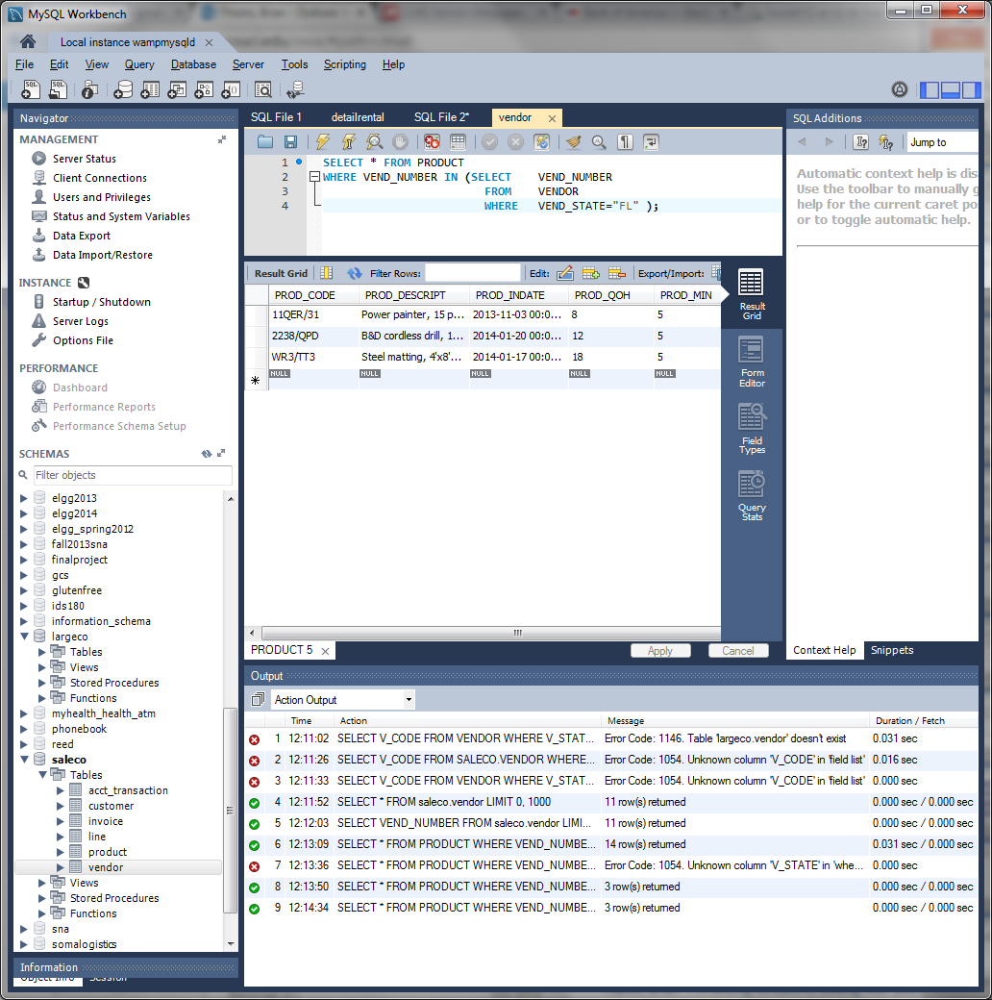 MySQL Workbench
Local instance wampmysqld
File Edit View Query Database Server Tools Scripting Help
Navigator
MANAGEMENT
Server Status
Client Connections
Users and Privileges
Status and System Variables
Data Export
Data Import/Restore
INSTANCE
Startup / Shutdown
Server Logs
Options File
PERFORMANCE
Dashboard
Performance Reports
Performance Schema Setup
SCHEMAS
Filter objects
elgg2013
elgg2014
elgg_spring2012
fall2013sna
finalproject
gcs
glutenfree
ids180
information_schema
largeco
Tables
Views
Stored Procedures
Functions
myhealth_health_atm
phonebook
reed
saleco
Tables
acct_transaction
customer
invoice
line
product
vendor
Views
Stored Procedures
Functions
sna
somalogistics
Information
Object Info Session
SQL File 1 detailrental SQL File 2* vendor
1 SELECT * FROM PRODUCT
2 WHERE VEND_NUMBER IN (SELECT VEND_NUMBER
3 FROM VENDOR
4 WHERE VEND_STATE="FL" );
Result Grid Filter Rows: Edit: Export/Import:
PROD_CODE PROD_DESCRIPT PROD_INDATE PROD_QOH PROD_MIN
11QER/31 Power painter, 15 p... 2013-11-03 00:0... 8 5
2238/QPD B&D cordless drill, 1... 2014-01-20 00:0... 12 5
WR3/TT3 Steel matting, 4'x8'... 2014-01-17 00:0... 18 5
NULL NULL NULL NULL NULL
Result Grid
Form Editor
Field Types
Query Stats
PRODUCT 5 Apply Cancel
SQL Additions
Jump to
Automatic context help is dis
Use the toolbar to manually g
help for the current caret pos
or to toggle automatic help.
Context Help Snippets
Output
Action Output
Time Action Message Duration / Fetch
1 12:11:02 SELECT V_CODE FROM VENDOR WHERE V_STAT... Error Code: 1146. Table 'largeco.vendor' doesn't exist 0.031 sec
2 12:11:26 SELECT V_CODE FROM SALECO.VENDOR WHERE... Error Code: 1054. Unknown column 'V_CODE' in 'field list' 0.016 sec
3 12:11:33 SELECT V_CODE FROM VENDOR WHERE V_STAT... Error Code: 1054. Unknown column 'V_CODE' in 'field list' 0.000 sec
4 12:11:52 SELECT * FROM saleco.vendor LIMIT 0, 1000 11 row(s) returned 0.000 sec / 0.000 sec
5 12:12:03 SELECT VEND_NUMBER FROM saleco.vendor LIMI... 11 row(s) returned 0.000 sec / 0.000 sec
6 12:13:09 SELECT * FROM PRODUCT WHERE VEND_NUMBE... 14 row(s) returned 0.031 sec / 0.000 sec
7 12:13:36 SELECT * FROM PRODUCT WHERE VEND_NUMBE... Error Code: 1054. Unknown column 'V_STATE' in 'whe... 0.000 sec
8 12:13:50 SELECT * FROM PRODUCT WHERE VEND_NUMBE... 3 row(s) returned 0.000 sec / 0.000 sec
9 12:14:34 SELECT * FROM PRODUCT WHERE VEND_NUMBE... 3 row(s) returned 0.000 sec / 0.000 sec